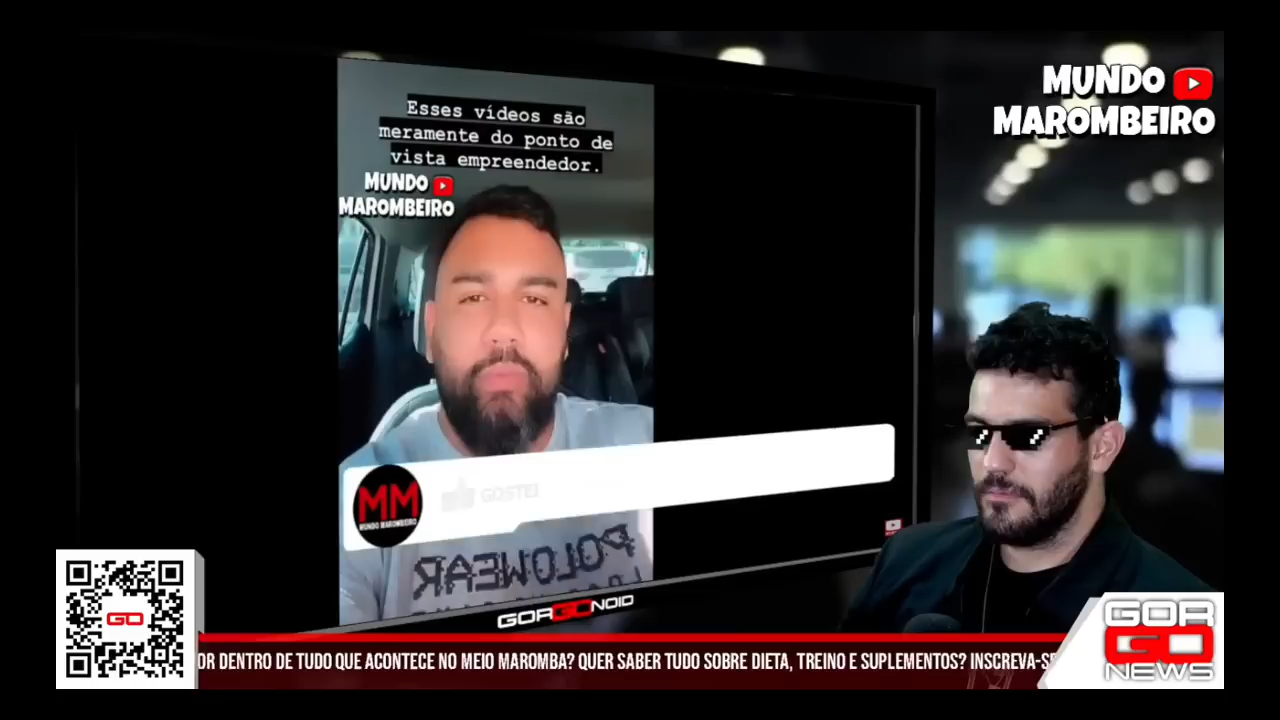 MUNDO
MAROMBEIRO
Esses vídeos são
meramente do ponto de
vista empreendedor.
MUNDO
MAROMBEIRO
MM
MUNDO MAROMBEIRO
GOSTEI
POLOWEAR
GORGONOID
GO
OR DENTRO DE TUDO QUE ACONTECE NO MEIO MAROMBA? QUER SABER TUDO SOBRE DIETA, TREINO E SUPLEMENTOS? INSCREVA-SE
GOR
GO
NEWS